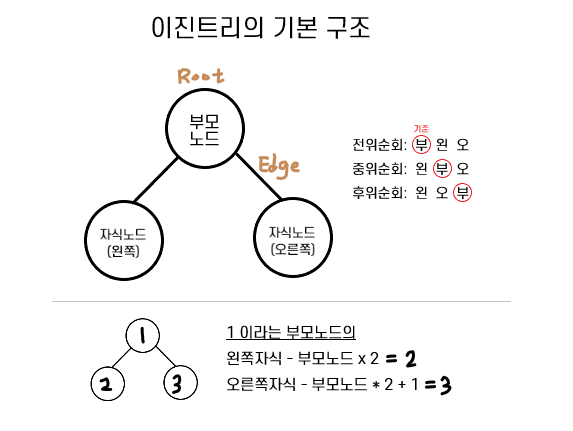 이진트리의 기본 구조
Root
부모
노드
Edge
기준
전위순회: 부 왼 오
중위순회: 왼 부 오
후위순회: 왼 오 부
자식노드
(왼쪽)
자식노드
(오른쪽)
1
2
3
1 이라는 부모노드의
왼쪽자식 - 부모노드 x 2 = 2
오른쪽자식 - 부모노드 * 2 + 1 = 3